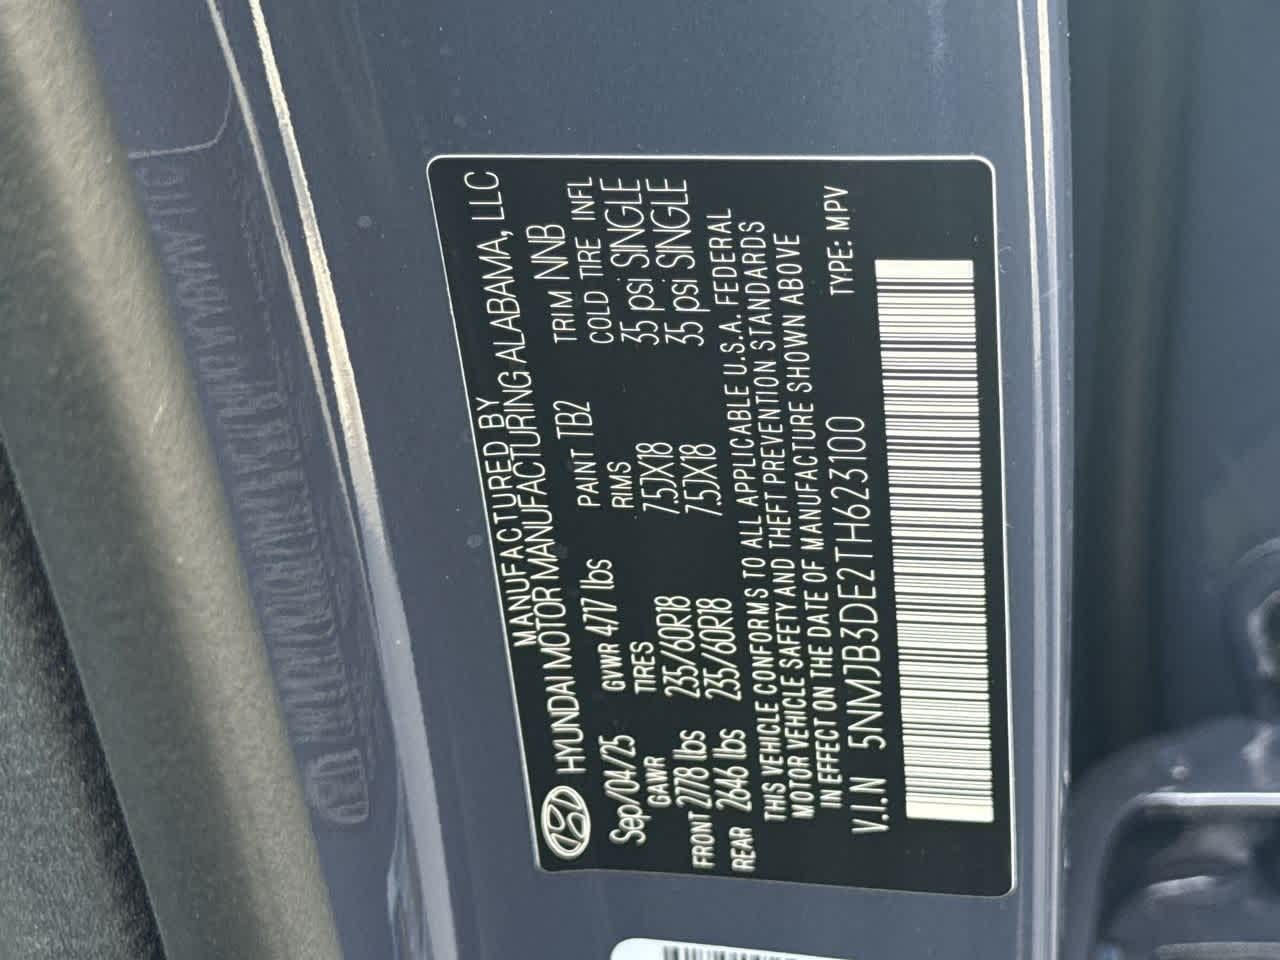 MANUFACTURED BY
HYUNDAI MOTOR MANUFACTURING ALABAMA, LLC
Sep/04/25 GVWR 4717 lbs PAINT TB2 TRIM NNB
GAWR TIRES RIMS COLD TIRE INFL
FRONT 2778 lbs 235/60R18 7.5JX18 35 psi SINGLE
REAR 2646 lbs 235/60R18 7.5JX18 35 psi SINGLE
THIS VEHICLE CONFORMS TO ALL APPLICABLE U.S.A. FEDERAL
MOTOR VEHICLE SAFETY AND THEFT PREVENTION STANDARDS
IN EFFECT ON THE DATE OF MANUFACTURE SHOWN ABOVE
V.I.N 5NMJB3DE2TH623100 TYPE: MPV